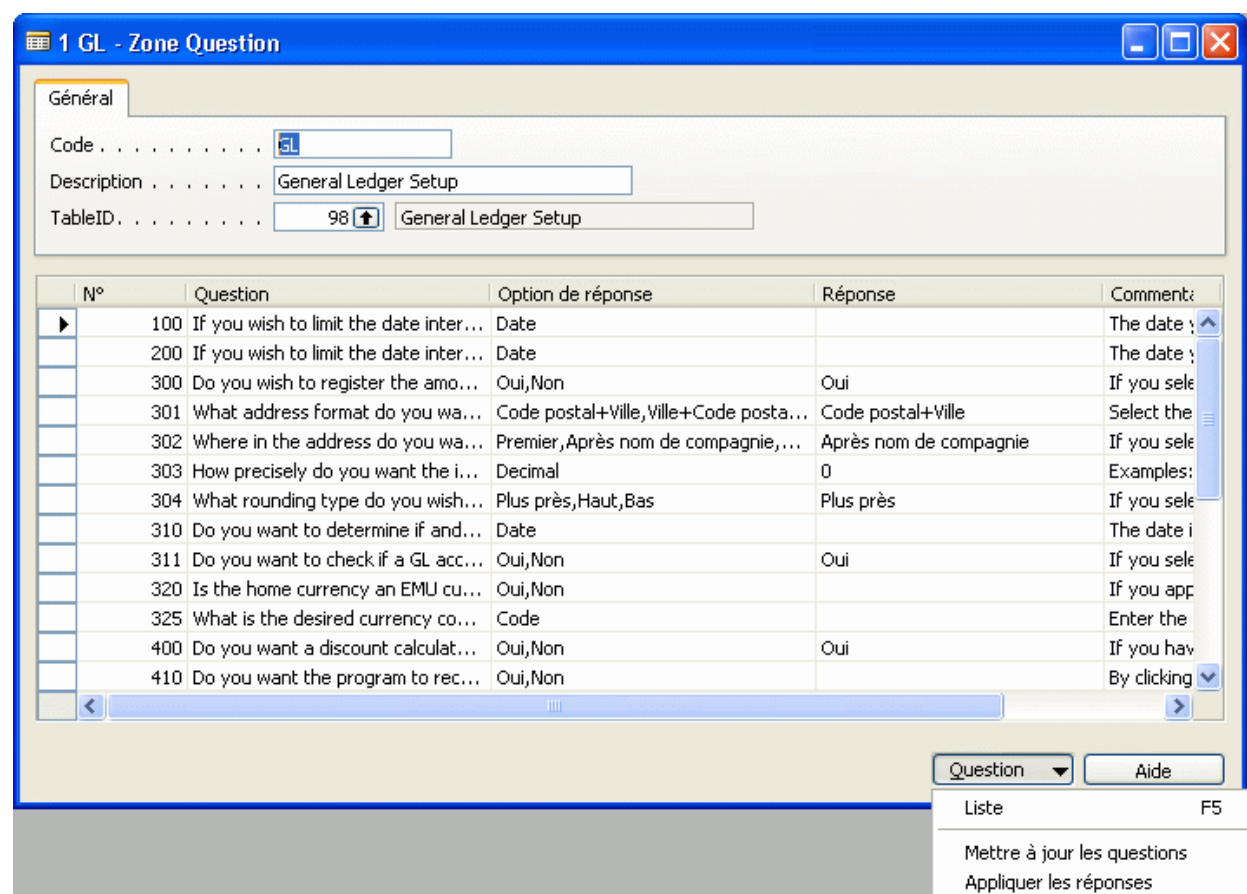 1 GL - Zone Question
Général
Code . . . . . . . . . . GL
Description . . . . . . . General Ledger Setup
TableID. . . . . . . . . 98 General Ledger Setup
N° Question Option de réponse Réponse Commenta
100 If you wish to limit the date inter... Date The date y
200 If you wish to limit the date inter... Date The date y
300 Do you wish to register the amo... Oui,Non Oui If you sele
301 What address format do you wa... Code postal+Ville,Ville+Code posta... Code postal+Ville Select the
302 Where in the address do you wa... Premier,Après nom de compagnie,... Après nom de compagnie If you sele
303 How precisely do you want the i... Decimal 0 Examples:
304 What rounding type do you wish... Plus près,Haut,Bas Plus près If you sele
310 Do you want to determine if and... Date The date i
311 Do you want to check if a GL acc... Oui,Non Oui If you sele
320 Is the home currency an EMU cu... Oui,Non If you app
325 What is the desired currency co... Code Enter the
400 Do you want a discount calculat... Oui,Non Oui If you hav
410 Do you want the program to rec... Oui,Non By clicking
Question Aide
Liste F5
Mettre à jour les questions
Appliquer les réponses